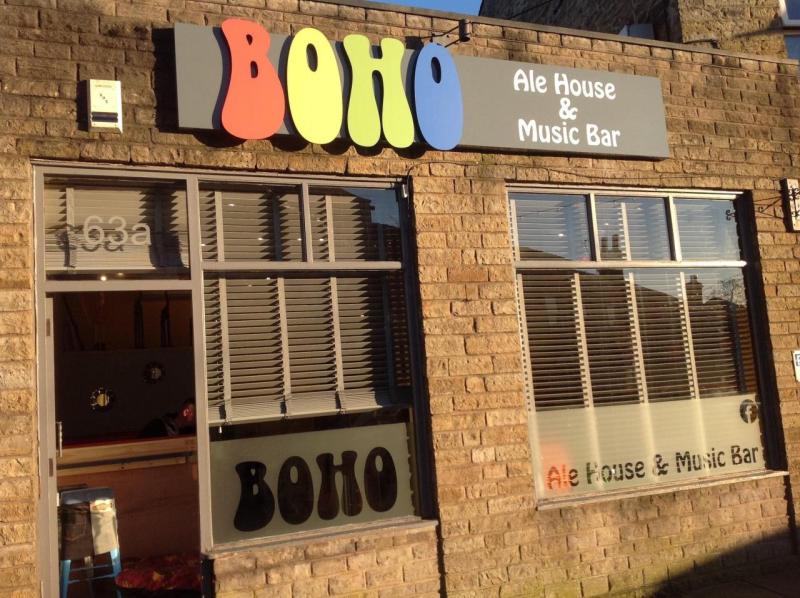 BOHO
Ale House
&
Music Bar
63a
BOHO
Ale House & Music Bar